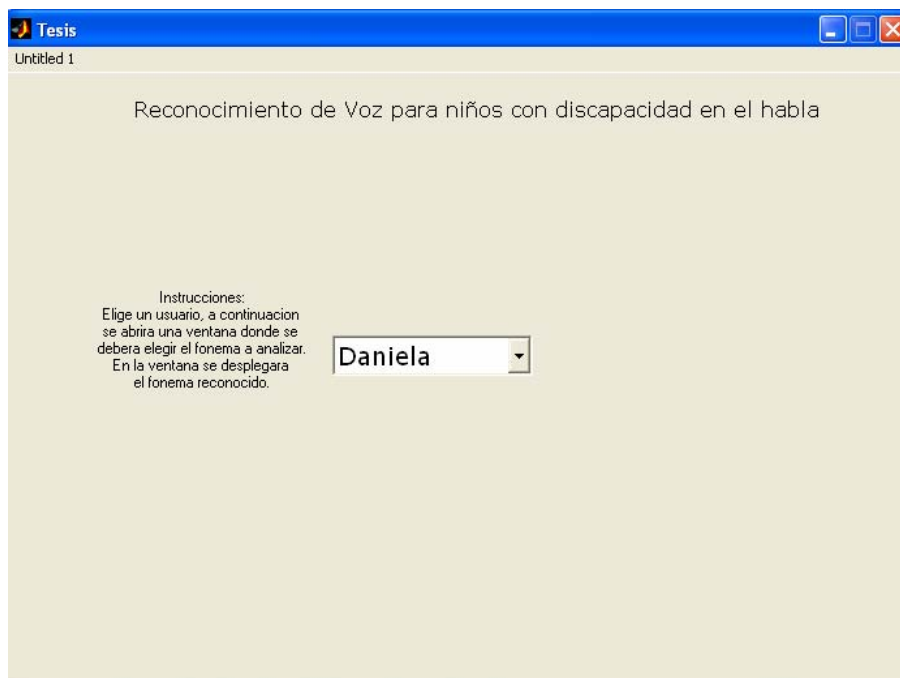 Tesis
Untitled 1
Reconocimiento de Voz para niños con discapacidad en el habla
Instrucciones:
Elige un usuario, a continuacion
se abrira una ventana donde se
debera elegir el fonema a analizar.
En la ventana se desplegara
el fonema reconocido.
Daniela